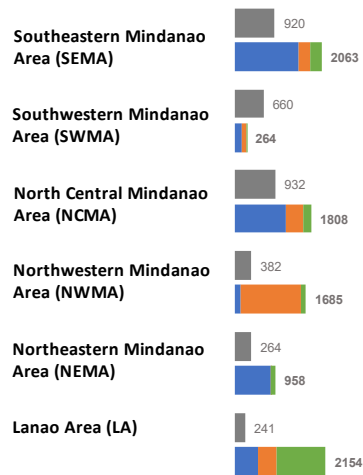 920
Southeastern Mindanao
Area (SEMA)
2063
660
Southwestern Mindanao
Area (SWMA)
264
932
North Central Mindanao
Area (NCMA)
1808
382
Northwestern Mindanao
Area (NWMA)
1685
264
Northeastern Mindanao
Area (NEMA)
958
Lanao Area (LA)
241
2154